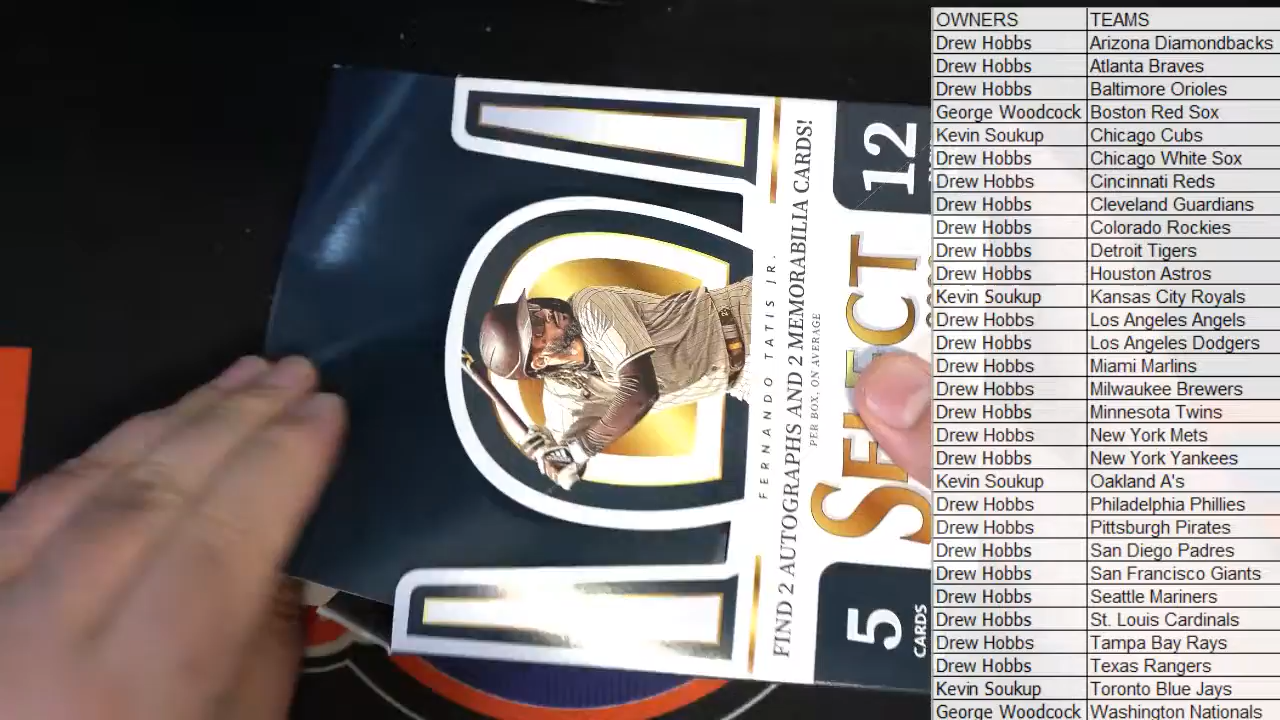 FERNANDO TATIS JR.
FIND 2 AUTOGRAPHS AND 2 MEMORABILIA CARDS!
PER BOX, ON AVERAGE
SELECT
5
CARDS
12
OWNERS TEAMS
Drew Hobbs Arizona Diamondbacks
Drew Hobbs Atlanta Braves
Drew Hobbs Baltimore Orioles
George Woodcock Boston Red Sox
Kevin Soukup Chicago Cubs
Drew Hobbs Chicago White Sox
Drew Hobbs Cincinnati Reds
Drew Hobbs Cleveland Guardians
Drew Hobbs Colorado Rockies
Drew Hobbs Detroit Tigers
Drew Hobbs Houston Astros
Kevin Soukup Kansas City Royals
Drew Hobbs Los Angeles Angels
Drew Hobbs Los Angeles Dodgers
Drew Hobbs Miami Marlins
Drew Hobbs Milwaukee Brewers
Drew Hobbs Minnesota Twins
Drew Hobbs New York Mets
Drew Hobbs New York Yankees
Kevin Soukup Oakland A's
Drew Hobbs Philadelphia Phillies
Drew Hobbs Pittsburgh Pirates
Drew Hobbs San Diego Padres
Drew Hobbs San Francisco Giants
Drew Hobbs Seattle Mariners
Drew Hobbs St. Louis Cardinals
Drew Hobbs Tampa Bay Rays
Drew Hobbs Texas Rangers
Kevin Soukup Toronto Blue Jays
George Woodcock Washington Nationals